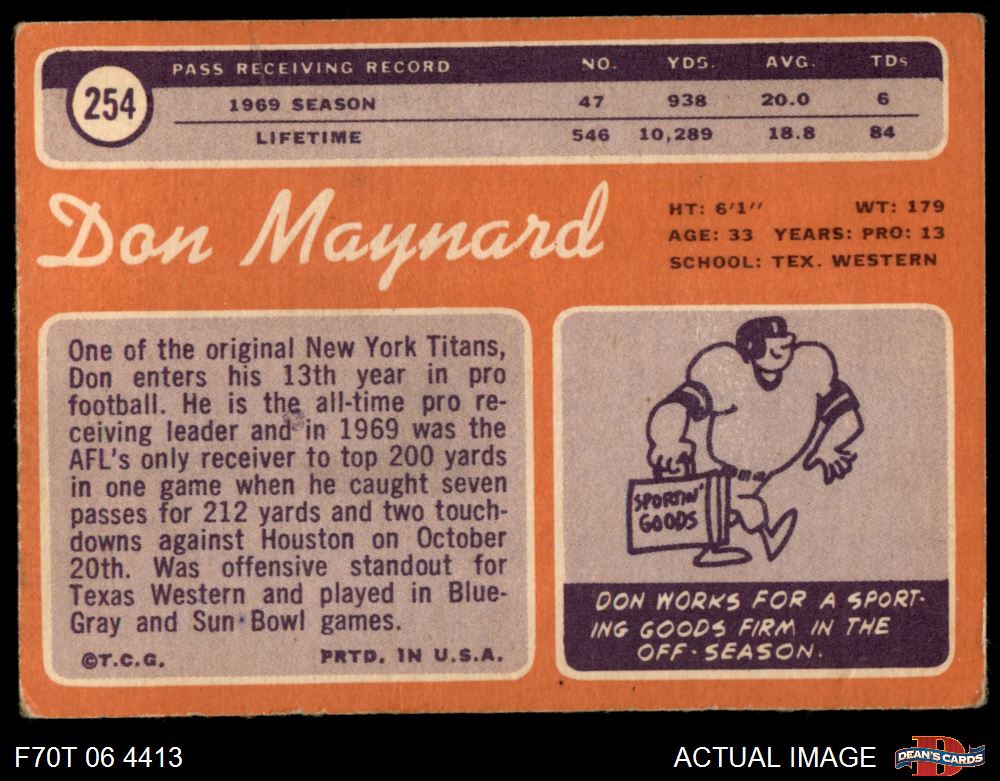 PASS RECEIVING RECORD NO. YDS. AVG. TDs
254
1969 SEASON 47 938 20.0 6
LIFETIME 546 10,289 18.8 84
Don Maynard
HT: 6'1" WT: 179
AGE: 33 YEARS: PRO: 13
SCHOOL: TEX. WESTERN
One of the original New York Titans,
Don enters his 13th year in pro
football. He is the all-time pro re-
ceiving leader and in 1969 was the
AFL's only receiver to top 200 yards
in one game when he caught seven
passes for 212 yards and two touch-
downs against Houston on October
20th. Was offensive standout for
Texas Western and played in Blue-
Gray and Sun Bowl games.
©T.C.G. PRTD. IN U.S.A.
SPORTIN'
GOODS
DON WORKS FOR A SPORT-
ING GOODS FIRM IN THE
OFF-SEASON.
F70T 06 4413
ACTUAL IMAGE
D
DEAN'S CARDS